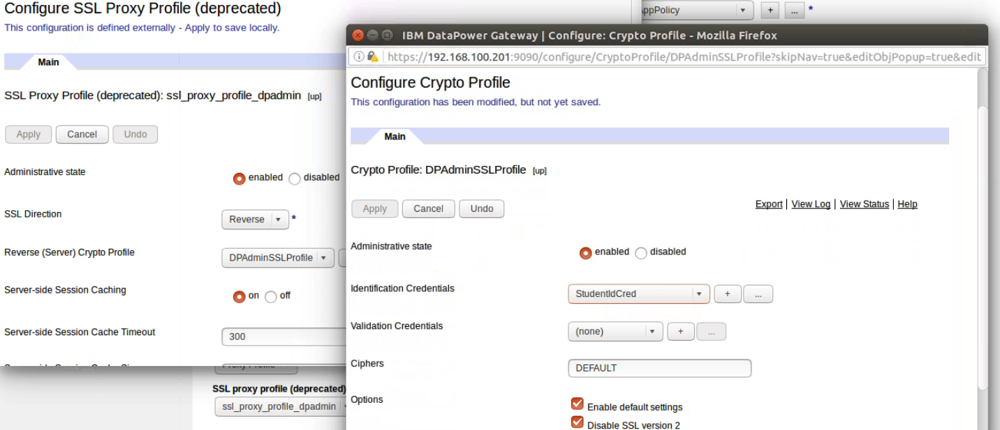 Configure SSL Proxy Profile (deprecated)
This configuration is defined externally - Apply to save locally.
Main
SSL Proxy Profile (deprecated): ssl_proxy_profile_dpadmin [up]
Apply Cancel Undo
Administrative state
enabled disabled
SSL Direction
Reverse *
Reverse (Server) Crypto Profile
DPAdminSSLProfile
Server-side Session Caching
on off
Server-side Session Cache Timeout
300
SSL proxy profile (deprecated)
ssl_proxy_profile_dpadmin
AppPolicy + ... *
IBM DataPower Gateway | Configure: Crypto Profile - Mozilla Firefox
https://192.168.100.201:9090/configure/CryptoProfile/DPAdminSSLProfile?skipNav=true&editObjPopup=true&edit
Configure Crypto Profile
This configuration has been modified, but not yet saved.
Main
Crypto Profile: DPAdminSSLProfile [up]
Apply Cancel Undo
Export | View Log | View Status | Help
Administrative state
enabled disabled
Identification Credentials
StudentIdCred + ...
Validation Credentials
(none) + ...
Ciphers
DEFAULT
Options
Enable default settings
Disable SSL version 2